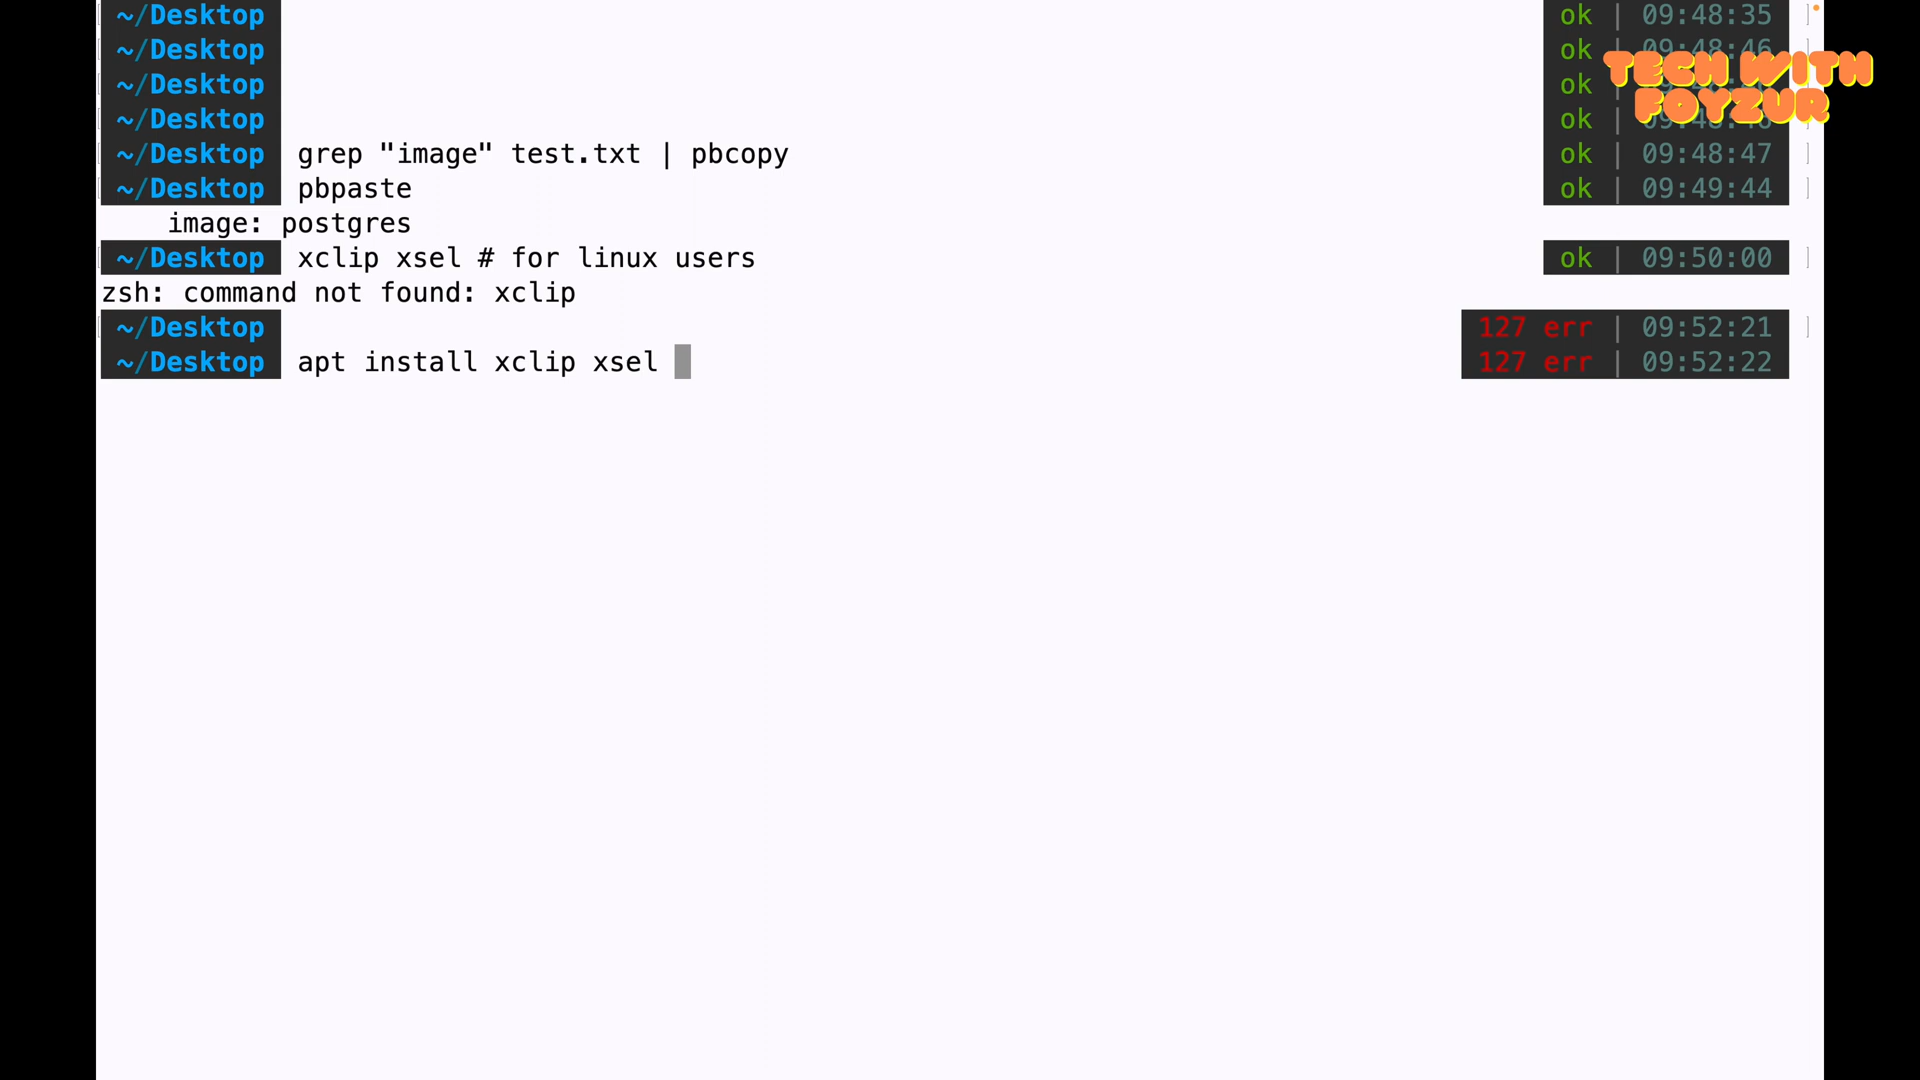 ~/Desktop ok | 09:48:35
~/Desktop ok | 09:48:46
~/Desktop ok |
~/Desktop ok |
TECH WITH
FOYZUR
~/Desktop grep "image" test.txt | pbcopy ok | 09:48:47
~/Desktop pbpaste ok | 09:49:44
image: postgres
~/Desktop xclip xsel # for linux users ok | 09:50:00
zsh: command not found: xclip
~/Desktop 127 err | 09:52:21
~/Desktop apt install xclip xsel 127 err | 09:52:22